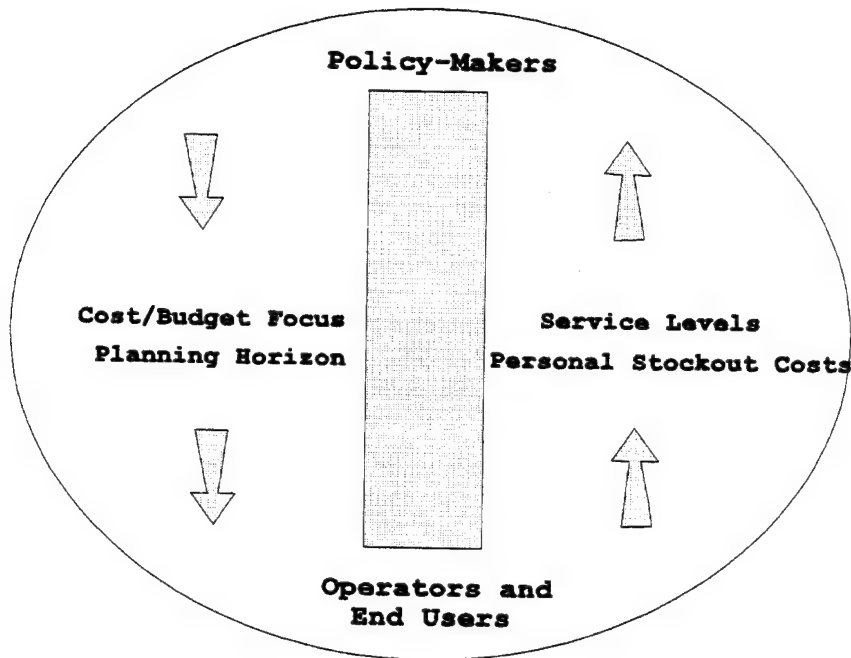 Policy-Makers
Cost/Budget Focus
Planning Horizon
Service Levels
Personal Stockout Costs
Operators and
End Users